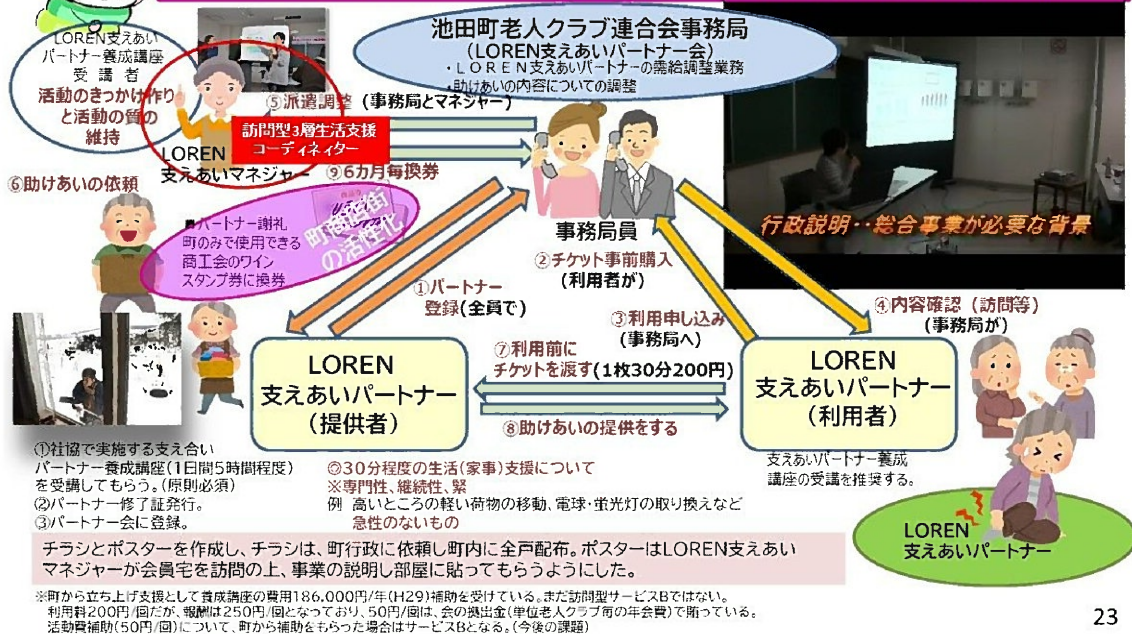 池田町老人クラブ連合会事務局
(LOREN支えあいパートナー会)
・LOREN支えあいパートナーの需給調整業務
・助けあいの内容についての調整
LOREN支えあい
パートナー養成講座
受 講 者
活動のきっかけ作り
と活動の質の
維持
⑤派遣調整 (事務局とマネジャー)
訪問型3層生活支援
コーディネイター
LOREN
支えあいマネジャー
⑨6カ月毎換券
⑥助けあいの依頼
■パートナー謝礼
町のみで使用できる
商工会のワイン
スタンプ券に換券
町商店街
の活性化
事務局員
行政説明・・総合事業が必要な背景
②チケット事前購入
(利用者が)
①パートナー
登録(全員で)
③利用申し込み
(事務局へ)
④内容確認 (訪問等)
(事務局が)
LOREN
支えあいパートナー
(提供者)
⑦利用前に
チケットを渡す(1枚30分200円)
⑧助けあいの提供をする
LOREN
支えあいパートナー
(利用者)
支えあいパートナー養成
講座の受講を推奨する。
①社協で実施する支え合い
パートナー養成講座(1日間5時間程度)
を受講してもらう。(原則必須)
②パートナー修了証発行。
③パートナー会に登録。
◎30分程度の生活(家事)支援について
※専門性、継続性、緊
例 高いところの軽い荷物の移動、電球・蛍光灯の取り換えなど
急性のないもの
LOREN
支えあいパートナー
チラシとポスターを作成し、チラシは、町行政に依頼し町内に全戸配布。ポスターはLOREN支えあい
マネジャーが会員宅を訪問の上、事業の説明し部屋に貼ってもらうようにした。
※町から立ち上げ支援として養成講座の費用186,000円/年(H29)補助を受けている。まだ訪問型サービスBではない。
利用料200円/回だが、報酬は250円/回となっており、50円/回は、会の拠出金(単位老人クラブ毎の年会費)で賄っている。
活動費補助(50円/回)について、町から補助をもらった場合はサービスBとなる。(今後の課題)
23